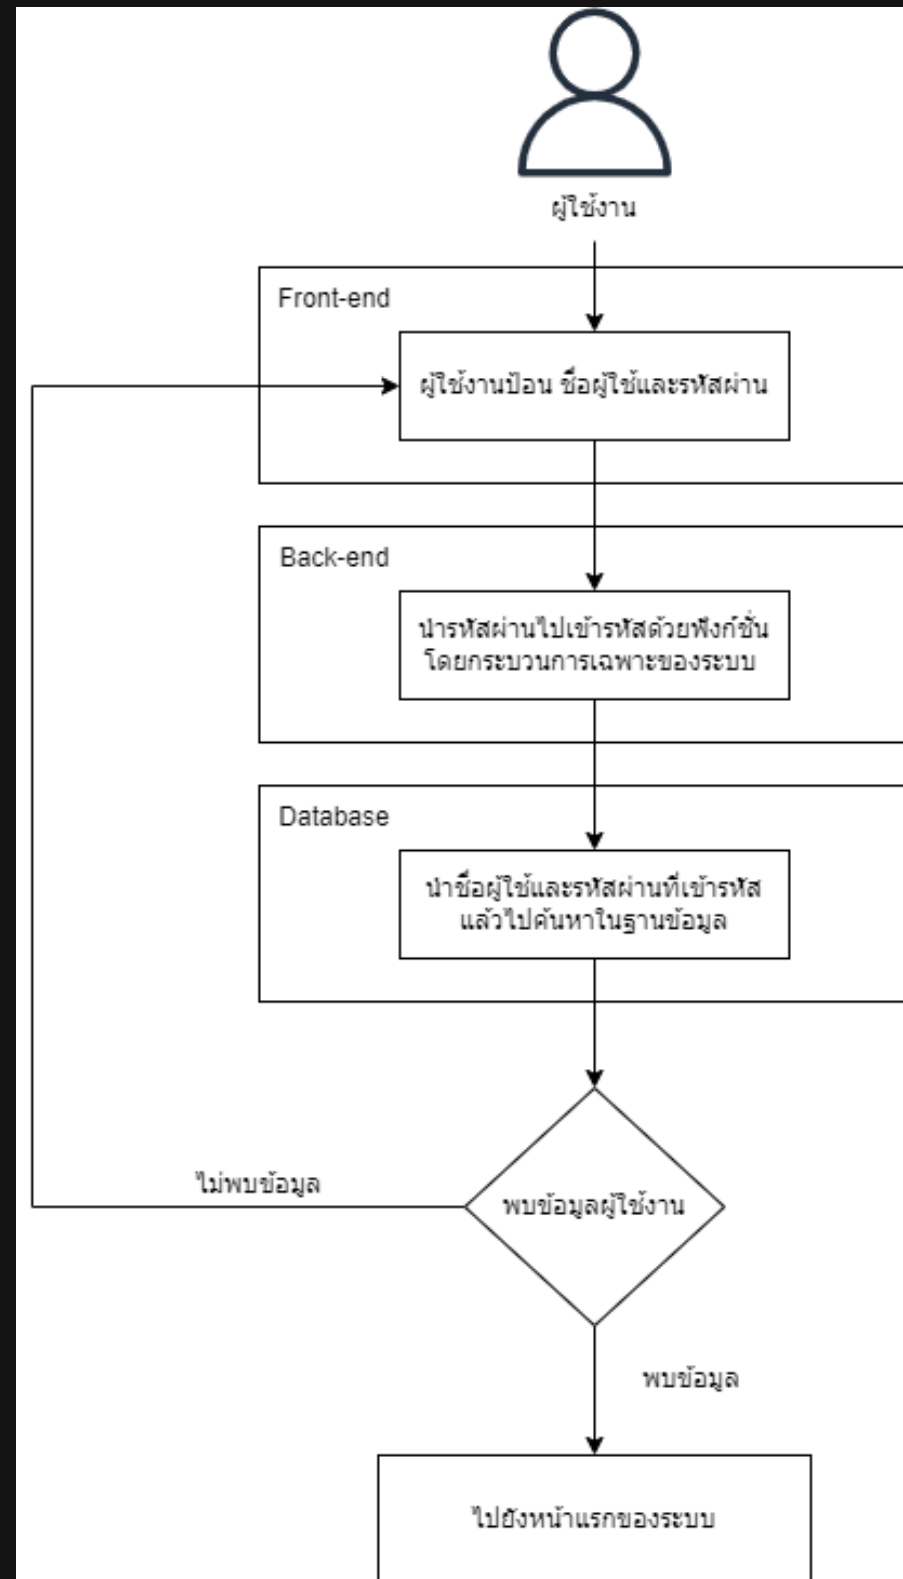 ผู้ใช้งาน
Front-end
ผู้ใช้งานป้อน ชื่อผู้ใช้และรหัสผ่าน
Back-end
นำรหัสผ่านไปเข้ารหัสด้วยฟังก์ชั่น
โดยกระบวนการเฉพาะของระบบ
Database
นำชื่อผู้ใช้และรหัสผ่านที่เข้ารหัส
แล้วไปค้นหาในฐานข้อมูล
ไม่พบข้อมูล
พบข้อมูลผู้ใช้งาน
พบข้อมูล
ไปยังหน้าแรกของระบบ